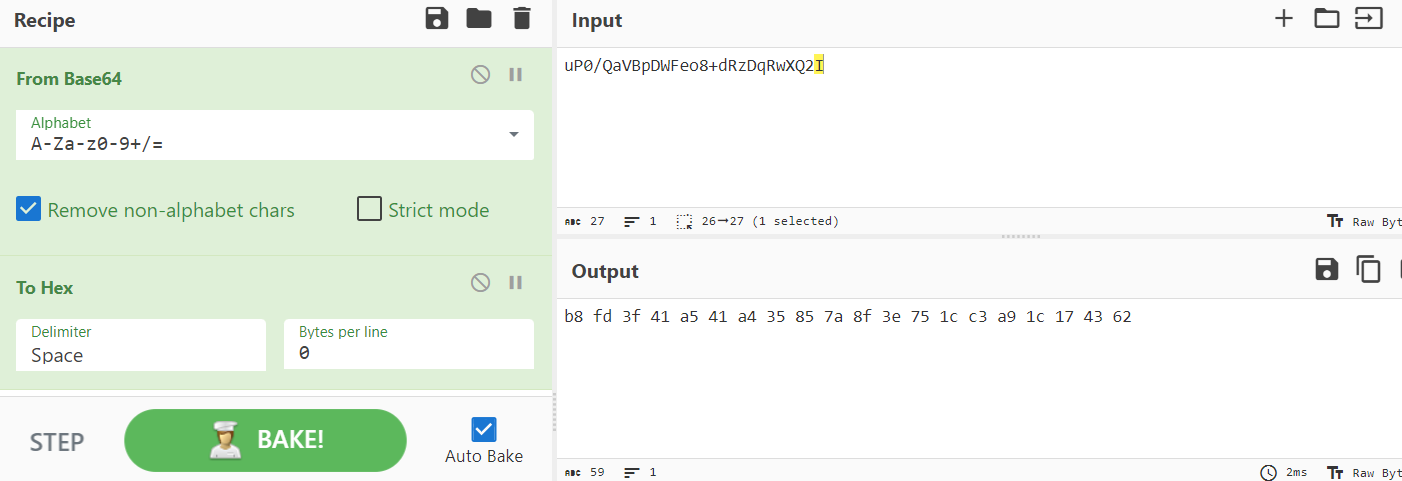 Recipe
From Base64
Alphabet
A-Za-z0-9+/=
Remove non-alphabet chars
Strict mode
To Hex
Delimiter
Space
Bytes per line
0
STEP
BAKE!
Auto Bake
Input
uP0/QaVBpDWFeo8+dRzDqRwXQ2I
ABC 27 1 26→27 (1 selected)
Tт Raw Byt
Output
b8 fd 3f 41 a5 41 a4 35 85 7a 8f 3e 75 1c c3 a9 1c 17 43 62
ABC 59 1
2ms Tт Raw Byt